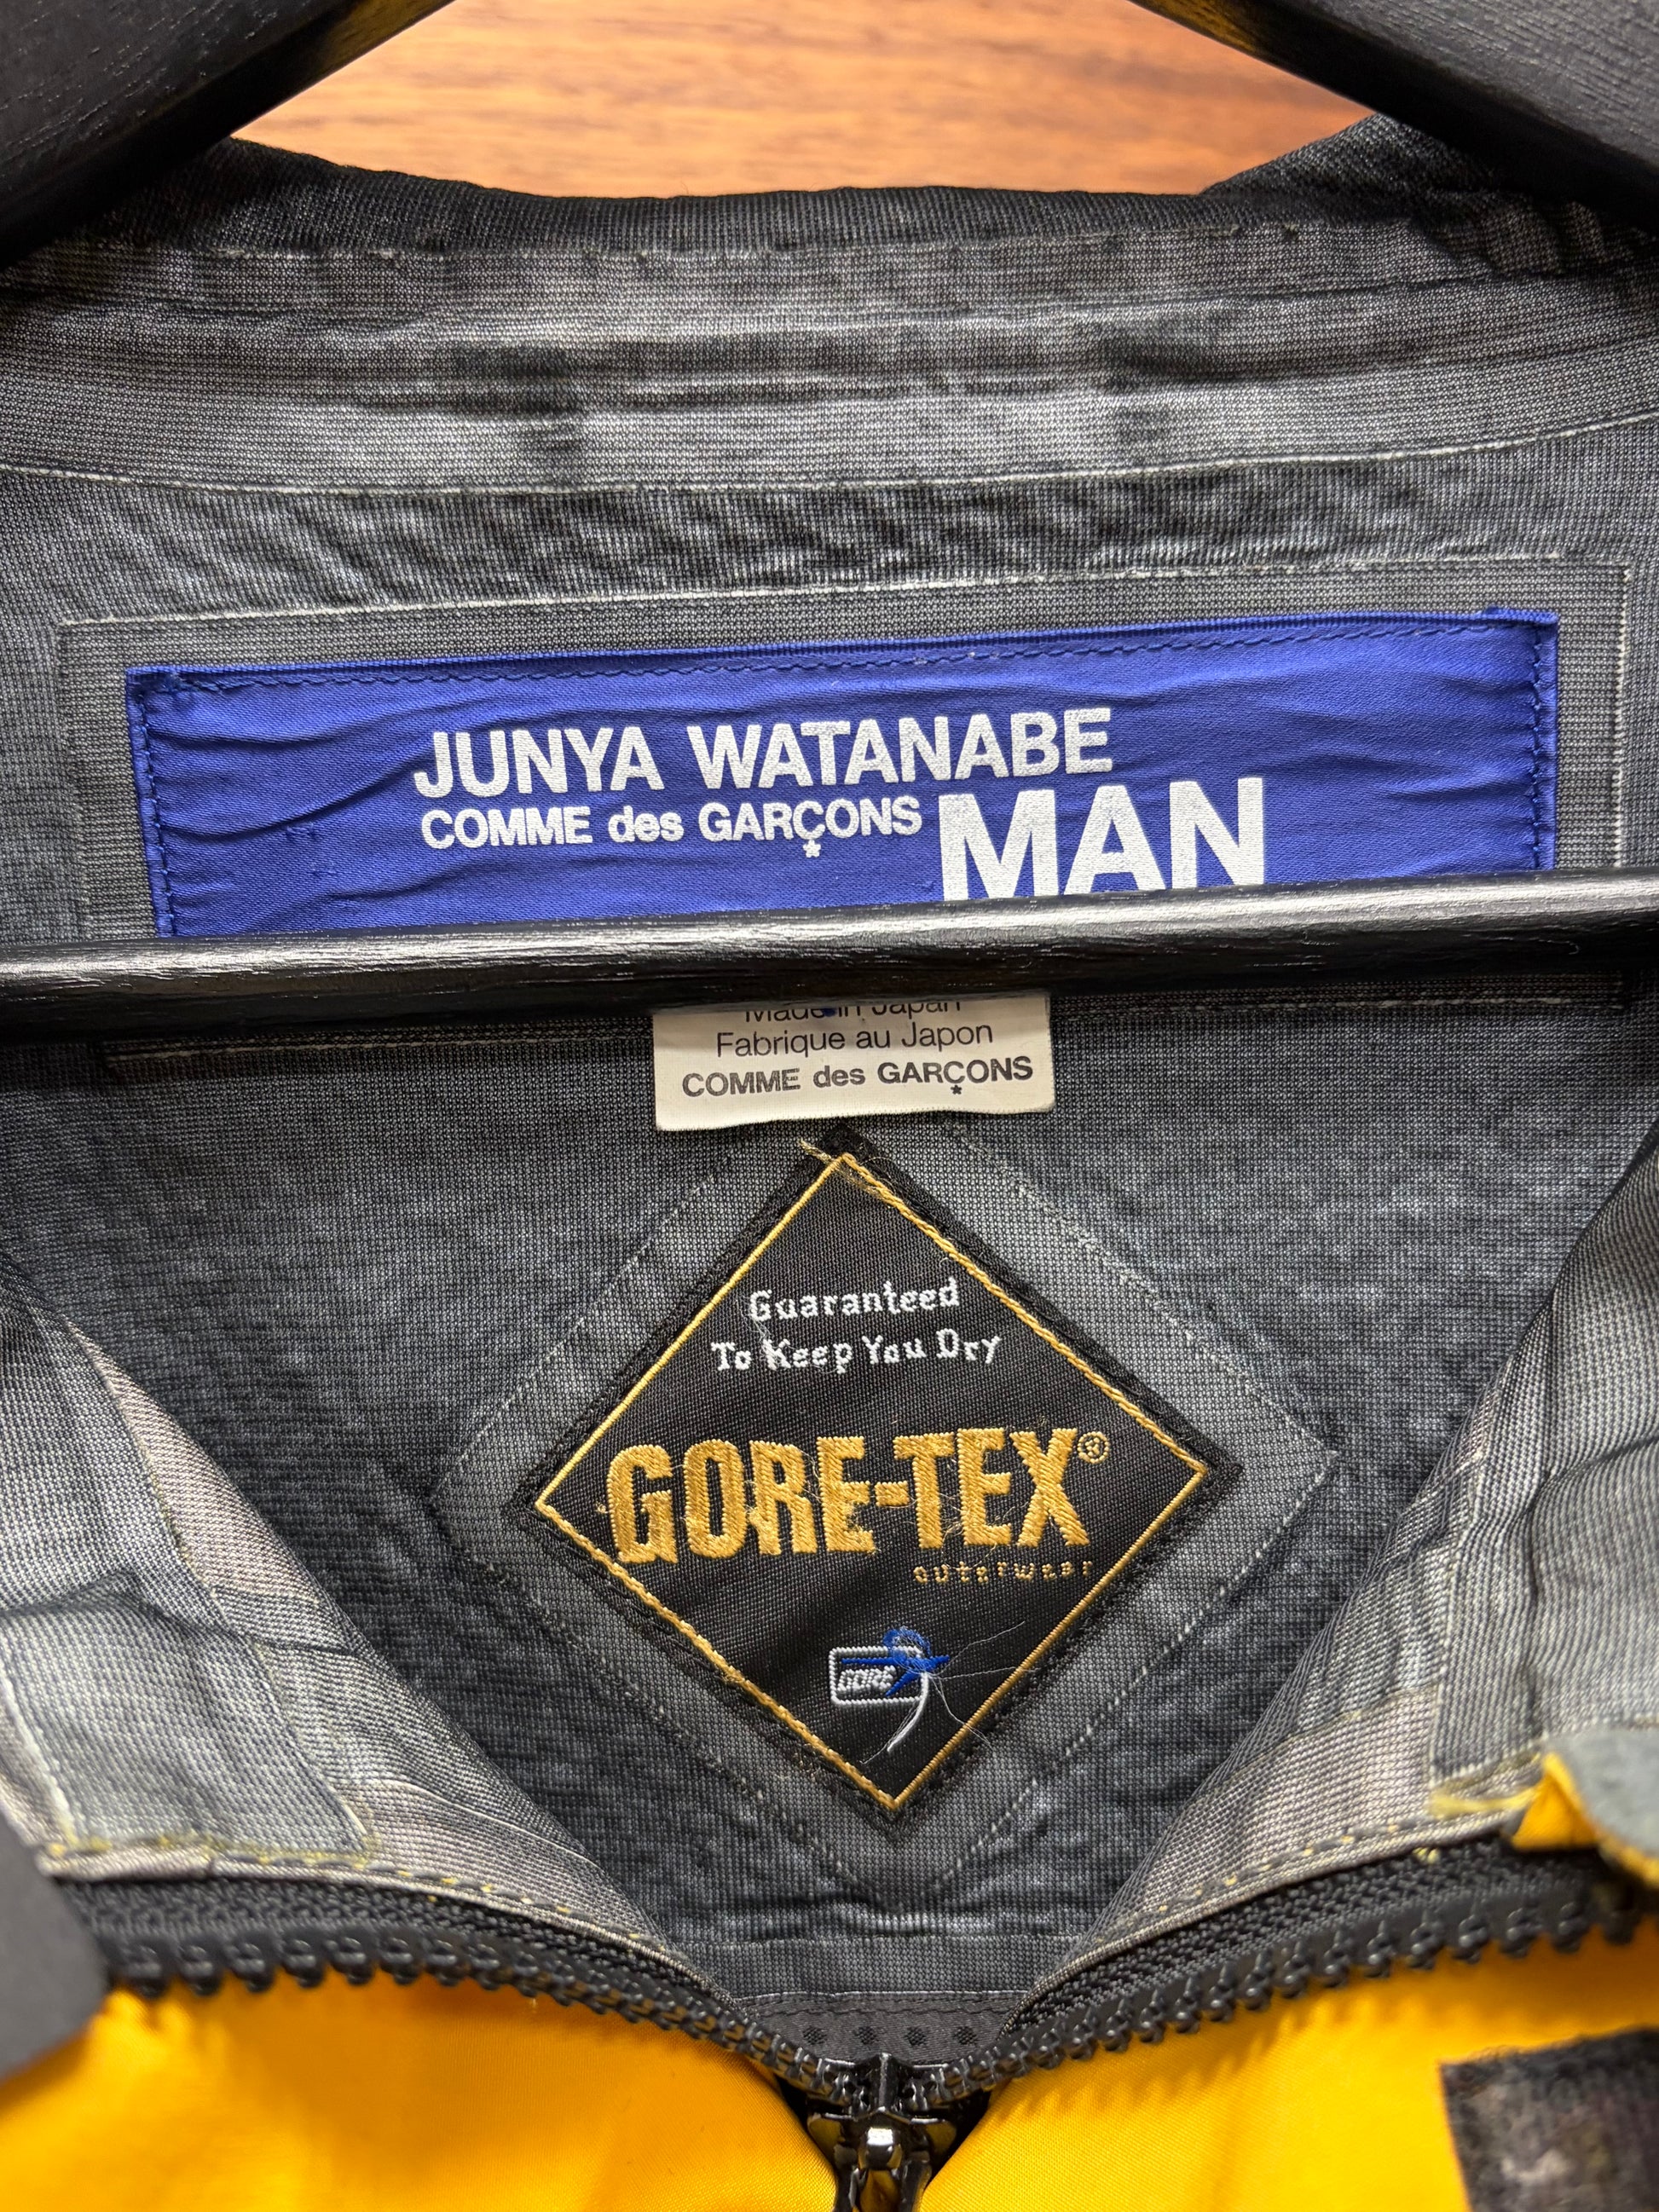 JUNYA WATANABE
COMME des GARÇONS MAN
Made in Japan
Fabrique au Japon
COMME des GARÇONS
Guaranteed
To Keep You Dry
GORE-TEX®
outerwear
GORE